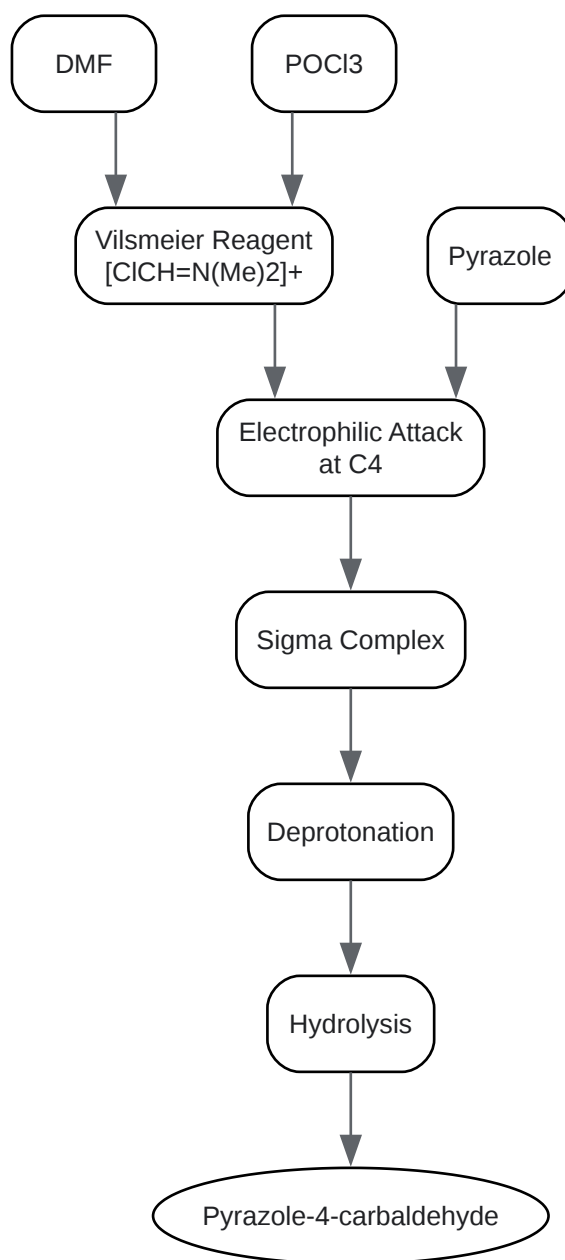 DMF
POCl3
Vilsmeier Reagent
[ClCH=N(Me)2]+
Pyrazole
Electrophilic Attack
at C4
Sigma Complex
Deprotonation
Hydrolysis
Pyrazole-4-carbaldehyde